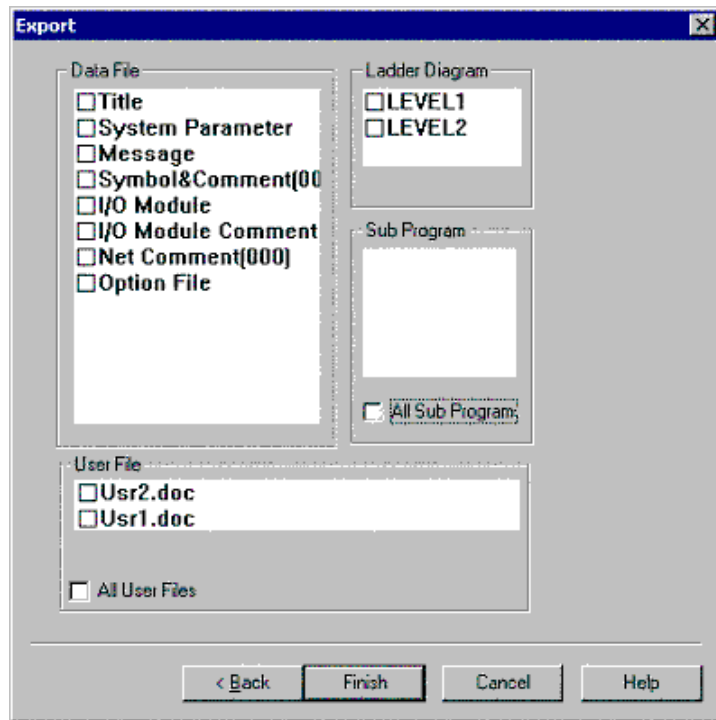 Export
Data File
Title
System Parameter
Message
Symbol&Comment(00
I/O Module
I/O Module Comment
Net Comment(000)
Option File
Ladder Diagram
LEVEL1
LEVEL2
Sub Program
All Sub Program
User File
Usr2.doc
Usr1.doc
All User Files
< Back
Finish
Cancel
Help